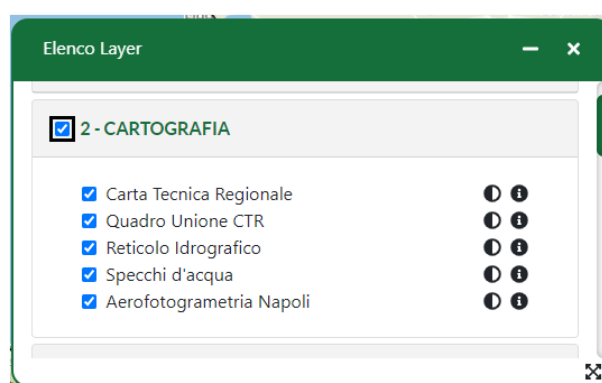 Elenco Layer
2 - CARTOGRAFIA
Carta Tecnica Regionale
Quadro Unione CTR
Reticolo Idrografico
Specchi d'acqua
Aerofotogrametria Napoli